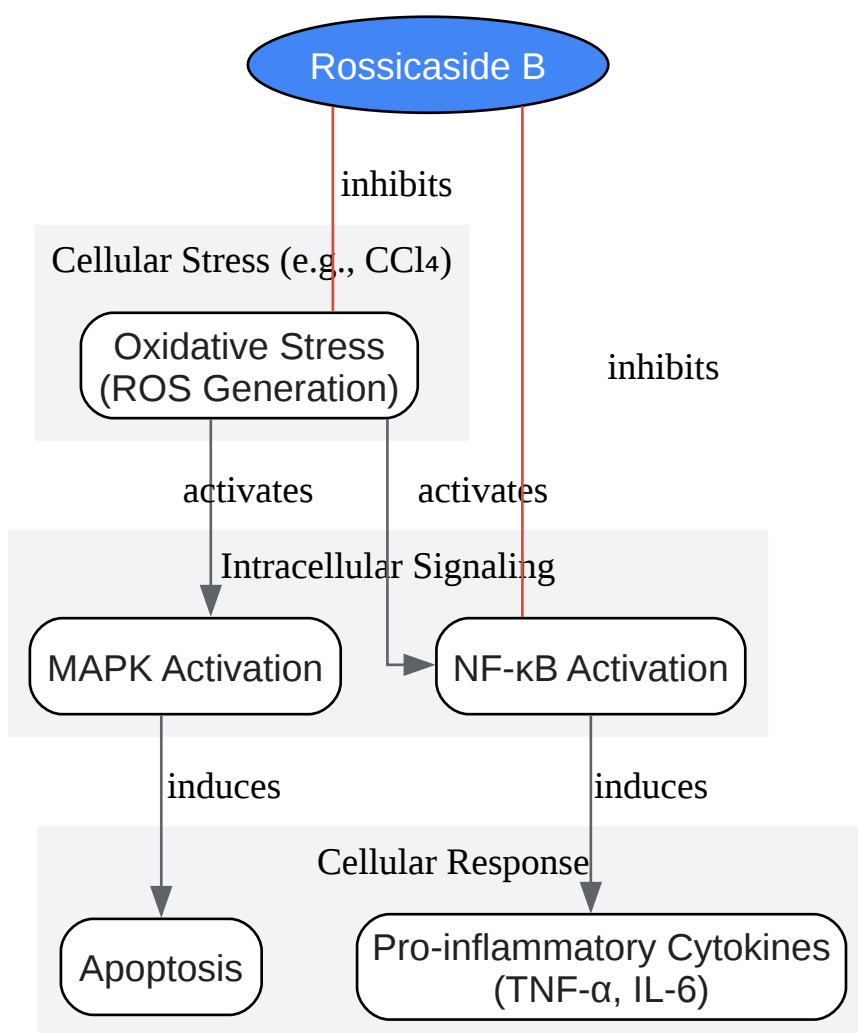 Rossicaside B
inhibits
Cellular Stress (e.g., CCl₄)
Oxidative Stress
(ROS Generation)
inhibits
activates
activates
Intracellular Signaling
MAPK Activation
NF-κB Activation
induces
induces
Cellular Response
Apoptosis
Pro-inflammatory Cytokines
(TNF-α, IL-6)